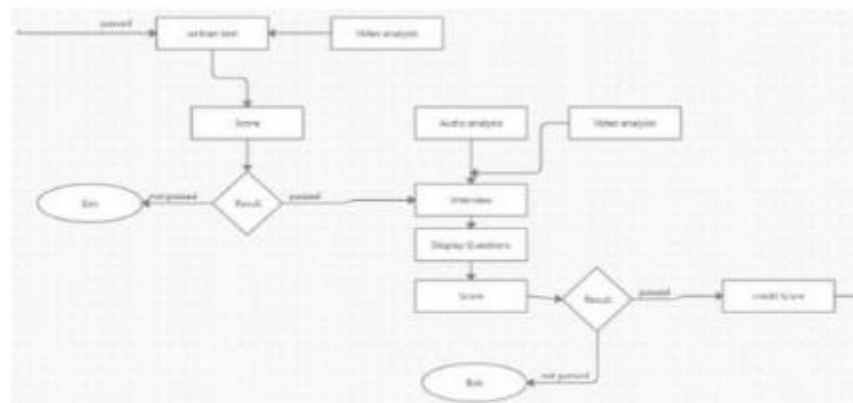 passed
written test
Video analysis
Score
Audio analysis
Video analysis
Exit
not passed
Result
passed
Interview
Display Questions
Score
Result
passed
credit score
Exit
not passed